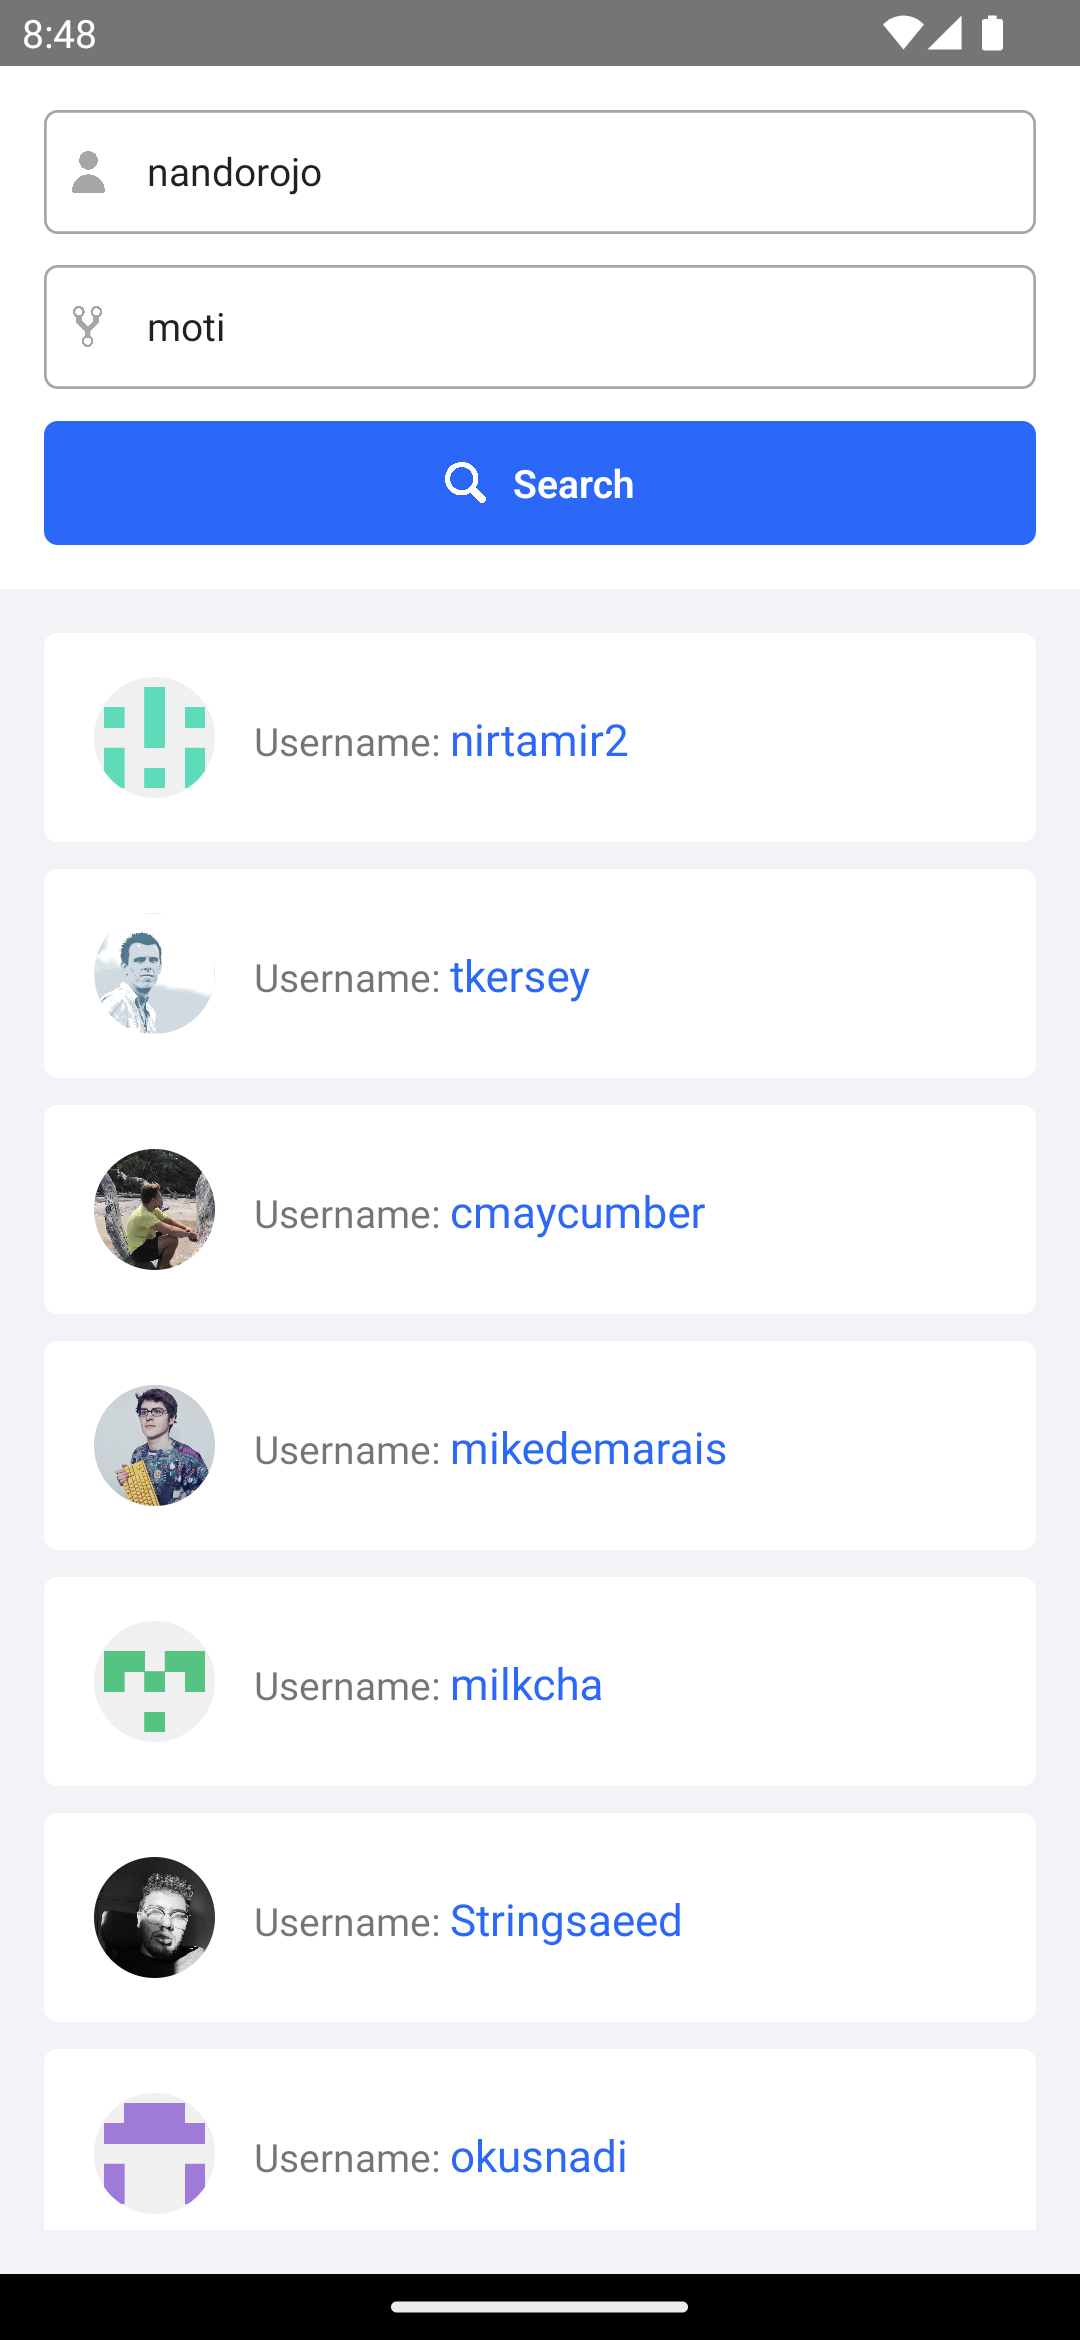 8:48
nandorojo
moti
Search
Username: nirtamir2
Username: tkersey
Username: cmaycumber
Username: mikedemarais
Username: milkcha
Username: Stringsaeed
Username: okusnadi